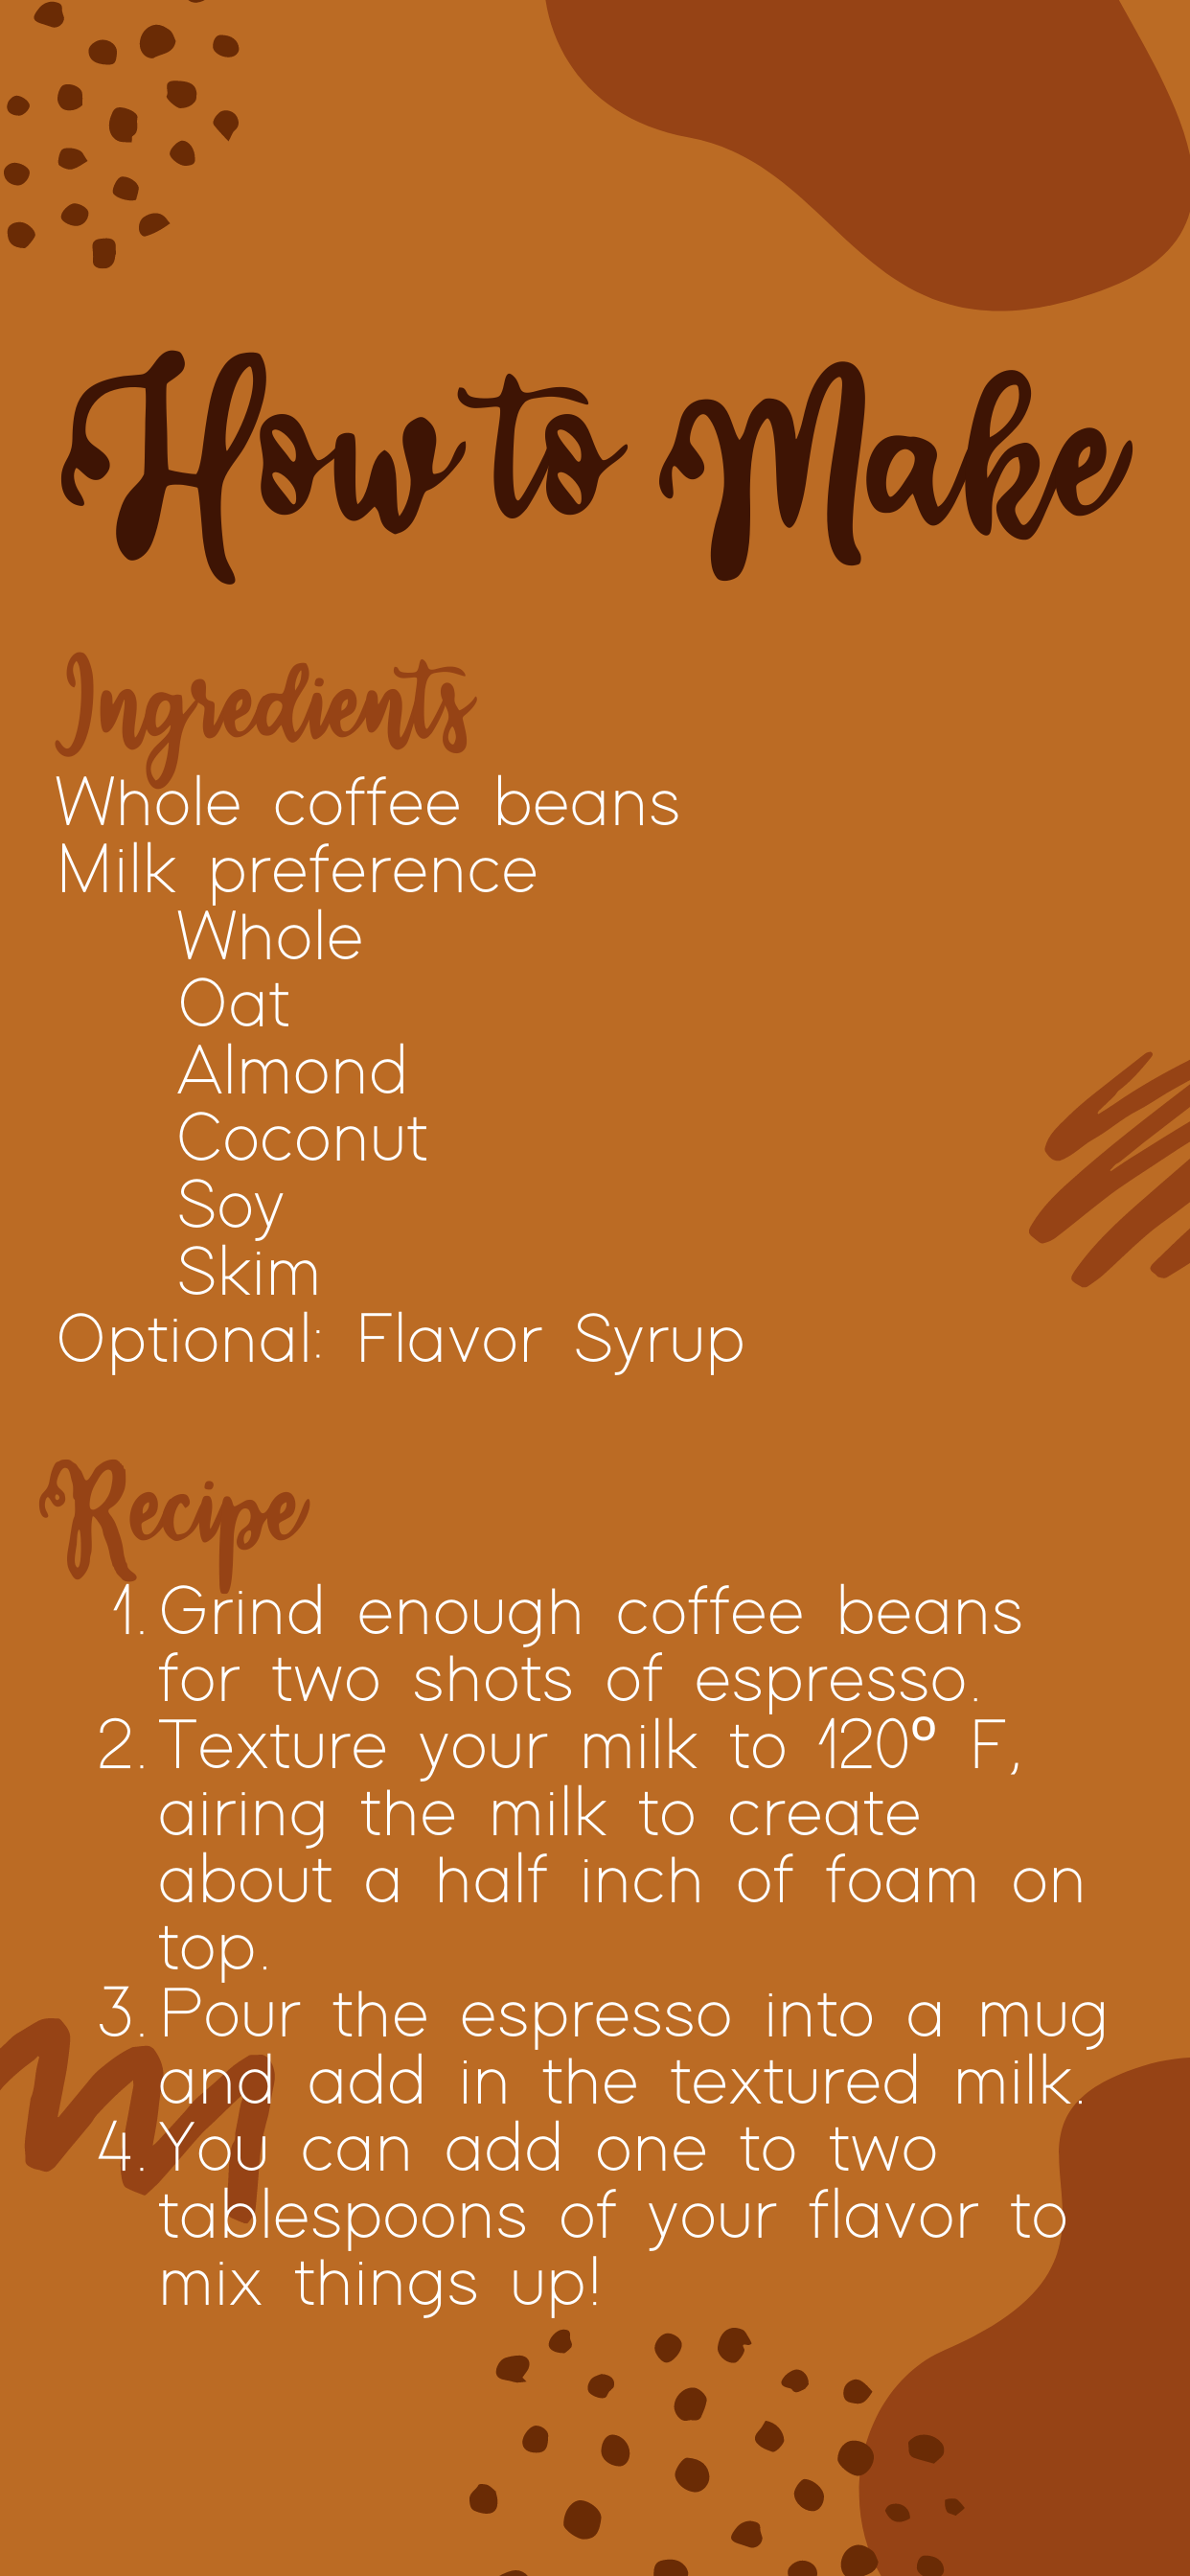 How to Make
Ingredients
Whole coffee beans
Milk preference
Whole
Oat
Almond
Coconut
Soy
Skim
Optional: Flavor Syrup
Recipe
1. Grind enough coffee beans
for two shots of espresso.
2. Texture your milk to 120º F,
airing the milk to create
about a half inch of foam on
top.
3. Pour the espresso into a mug
and add in the textured milk.
4. You can add one to two
tablespoons of your flavor to
mix things up!